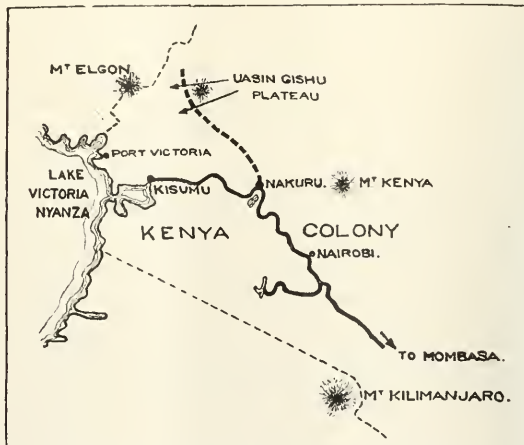 Mᵀ ELGON
UASIN GISHU
PLATEAU
PORT VICTORIA
LAKE
VICTORIA
NYANZA
KISUMU
NAKURU.
Mᵀ KENYA
KENYA COLONY
NAIROBI.
TO MOMBASA.
Mᵀ KILIMANJARO.